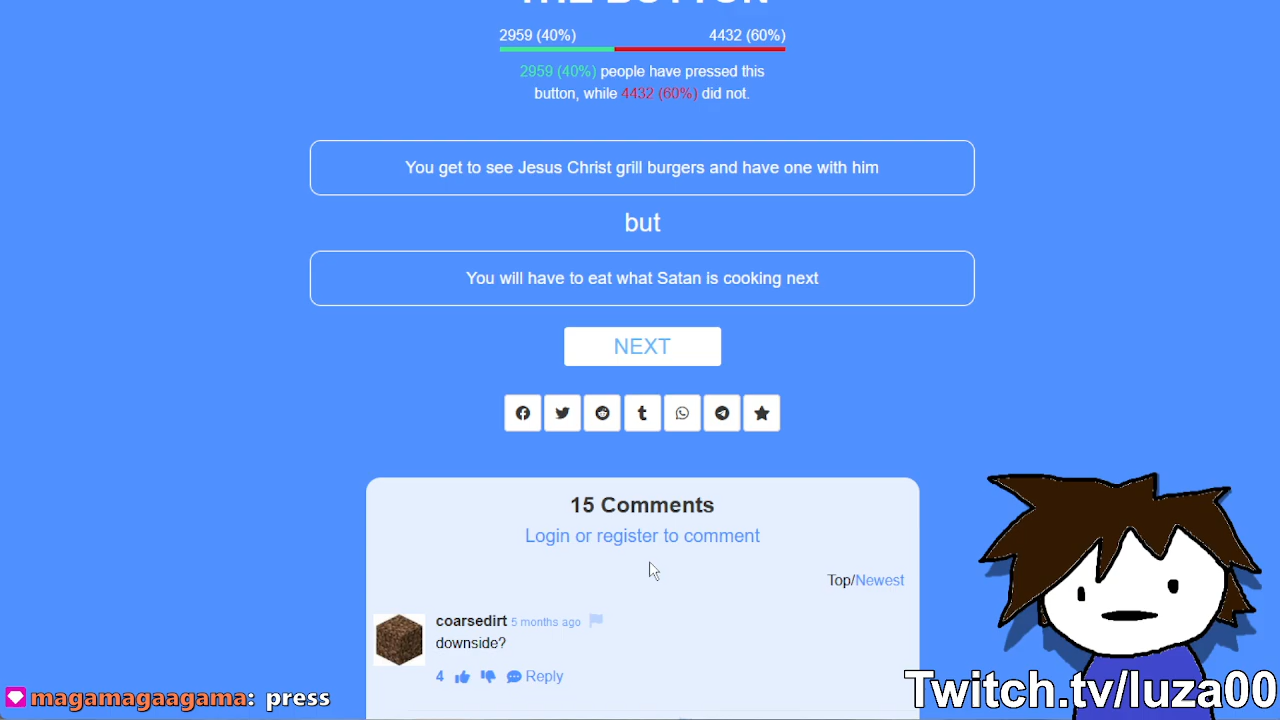 THE BUTTON
2959 (40%) 4432 (60%)
2959 (40%) people have pressed this
button, while 4432 (60%) did not.
You get to see Jesus Christ grill burgers and have one with him
but
You will have to eat what Satan is cooking next
NEXT
15 Comments
Login or register to comment
Top/Newest
coarsedirt 5 months ago
downside?
4 Reply
magamagaagama: press
Twitch.tv/luza00